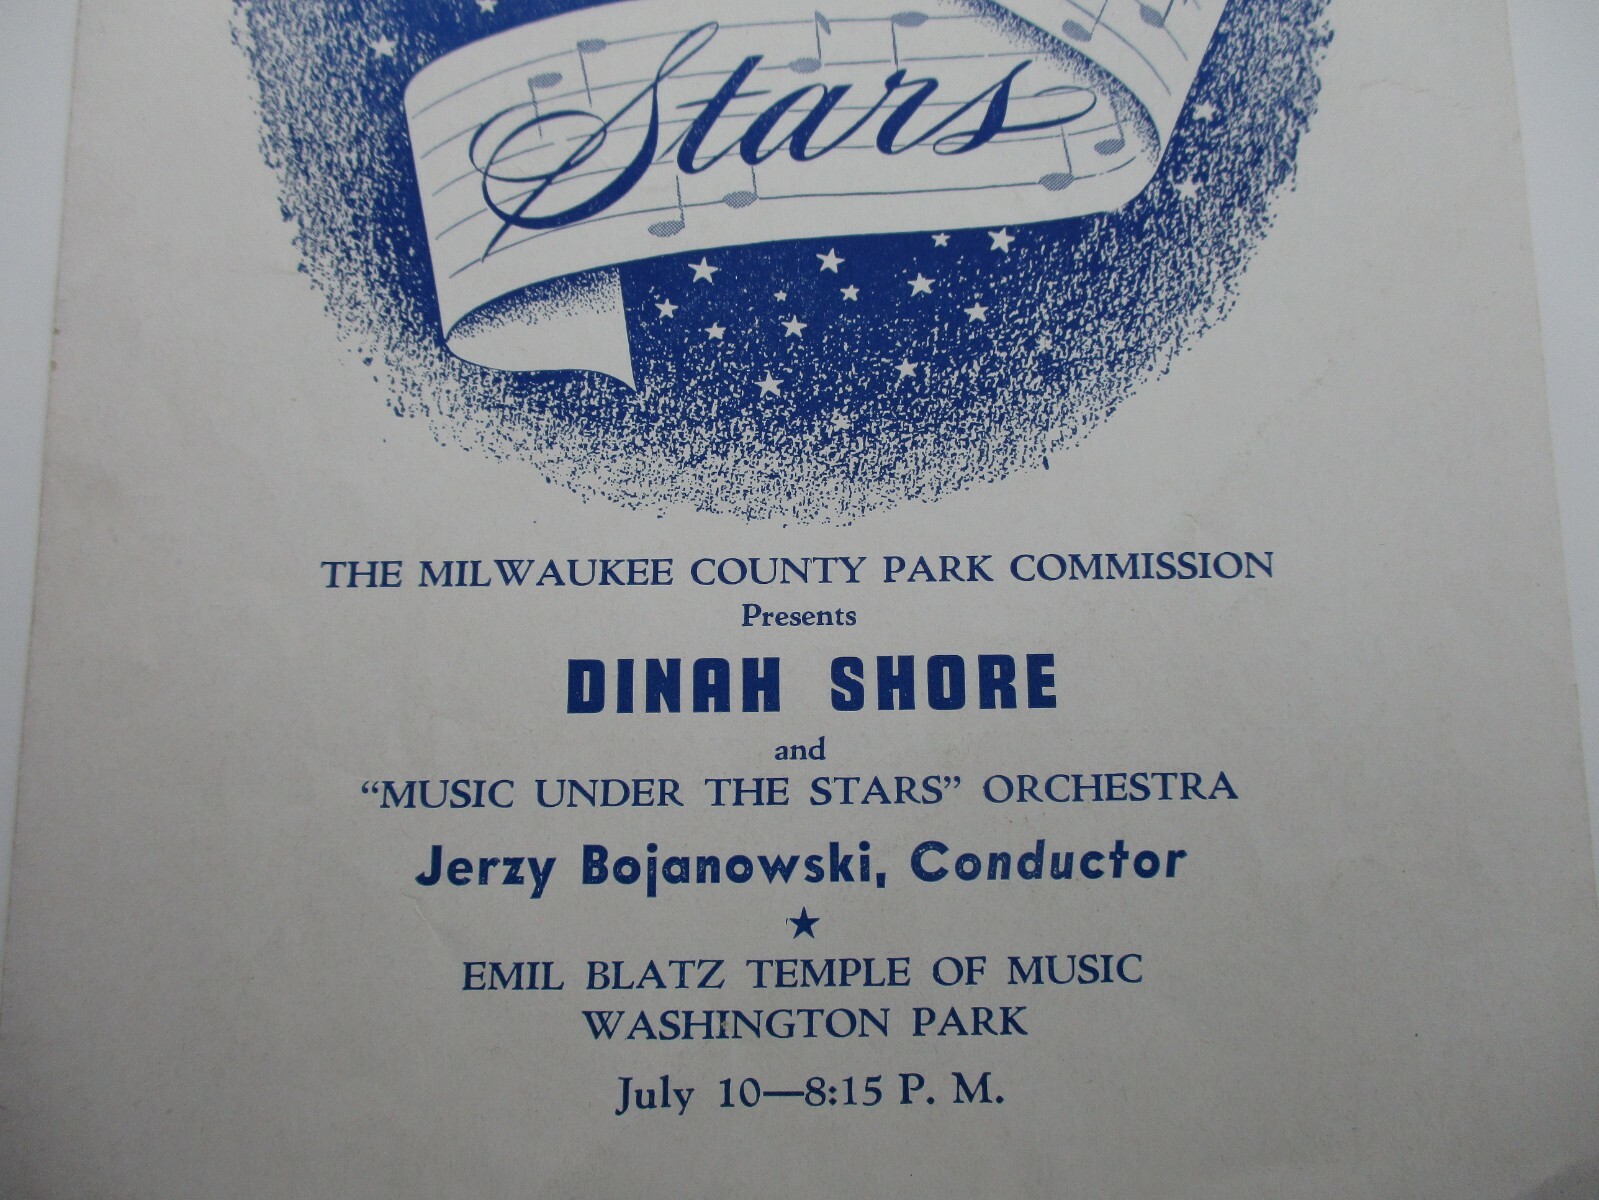 Stars
THE MILWAUKEE COUNTY PARK COMMISSION
Presents
DINAH SHORE
and
“MUSIC UNDER THE STARS” ORCHESTRA
Jerzy Bojanowski, Conductor
EMIL BLATZ TEMPLE OF MUSIC
WASHINGTON PARK
July 10—8:15 P. M.